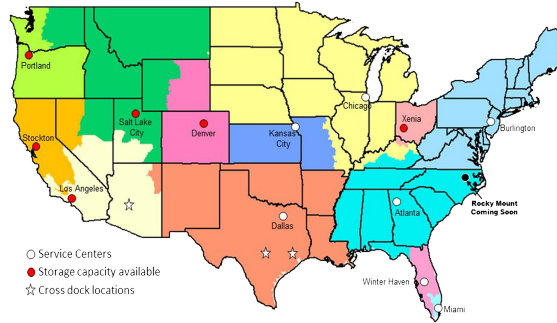 Portland
Chicago
Xenia
Salt Lake
City
Denver
Kansas
City
Burlington
Stockton
Los Angeles
Rocky Mount
Coming Soon
Dallas
Atlanta
Service Centers
Storage capacity available
Cross dock locations
Winter Haven
Miami